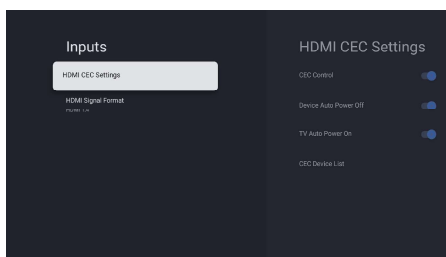 Inputs
HDMI CEC Settings
HDMI Signal Format
HDMI CEC Settings
CEC Control
Device Auto Power Off
TV Auto Power On
CEC Device List